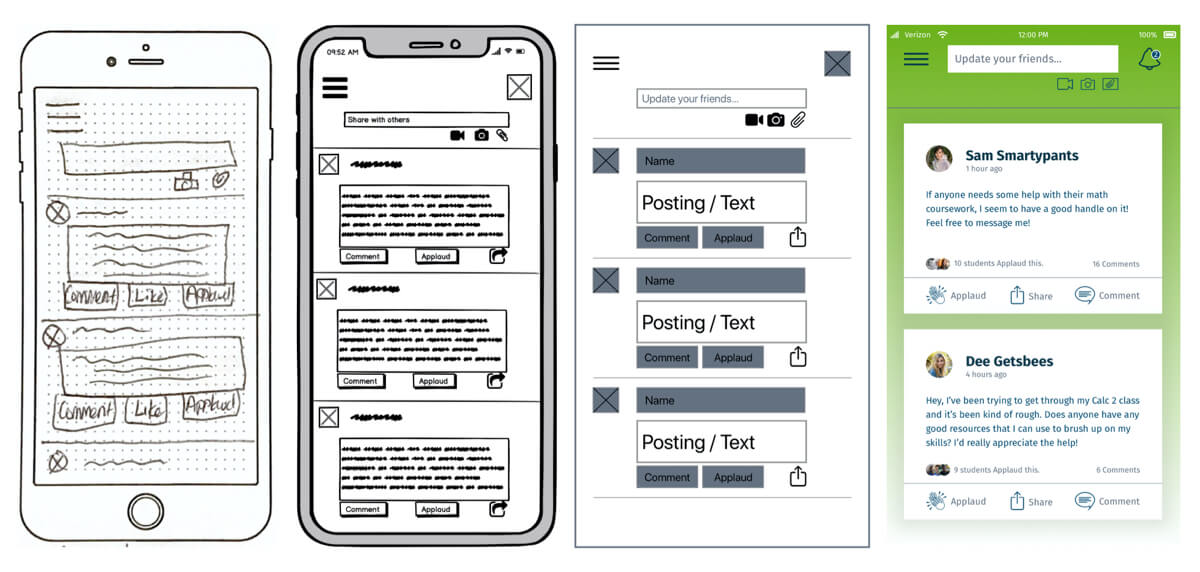 Comment Like Applaud
Comment Like Applaud
09:52 AM
Share with others
Comment Applaud
Comment Applaud
Comment Applaud
Update your friends...
Name
Posting / Text
Comment Applaud
Name
Posting / Text
Comment Applaud
Name
Posting / Text
Comment Applaud
Verizon 12:00 PM 100%
Update your friends...
2
Sam Smartypants
1 hour ago
If anyone needs some help with their math
coursework, I seem to have a good handle on it!
Feel free to message me!
10 students Applaud this. 16 Comments
Applaud Share Comment
Dee Getsbees
4 hours ago
Hey, I've been trying to get through my Calc 2 class
and it's been kind of rough. Does anyone have any
good resources that I can use to brush up on my
skills? I'd really appreciate the help!
9 students Applaud this. 6 Comments
Applaud Share Comment